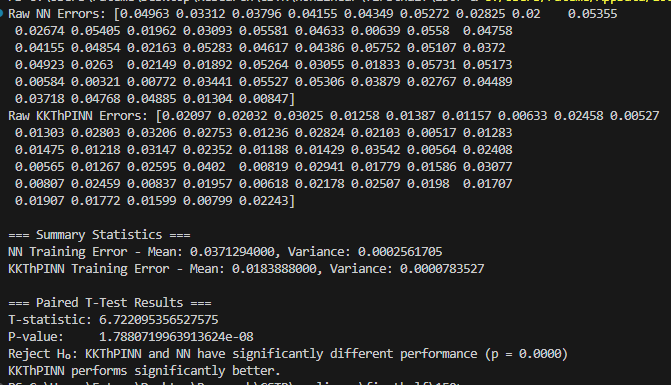 Raw NN Errors: [0.04963 0.03312 0.03796 0.04155 0.04349 0.05272 0.02825 0.02    0.05355
 0.02674 0.05405 0.01962 0.03093 0.05581 0.04633 0.00639 0.0558  0.04758
 0.04155 0.04854 0.02163 0.05283 0.04617 0.04386 0.05752 0.05107 0.0372
 0.04923 0.0263  0.02149 0.01892 0.05264 0.03055 0.01833 0.05731 0.05173
 0.00584 0.00321 0.00772 0.03441 0.05527 0.05306 0.03879 0.02767 0.04489
 0.03718 0.04768 0.04885 0.01304 0.00847]
Raw KKThPINN Errors: [0.02097 0.02032 0.03025 0.01258 0.01387 0.01157 0.00633 0.02458 0.00527
 0.01303 0.02803 0.03206 0.02753 0.01236 0.02824 0.02103 0.00517 0.01283
 0.01475 0.01218 0.03147 0.02352 0.01188 0.01429 0.03542 0.00564 0.02408
 0.00565 0.01267 0.02595 0.0402  0.00819 0.02941 0.01779 0.01586 0.03077
 0.00807 0.02459 0.00837 0.01957 0.00618 0.02178 0.02507 0.0198  0.01707
 0.01907 0.01772 0.01599 0.00799 0.02243]
=== Summary Statistics ===
NN Training Error - Mean: 0.0371294000, Variance: 0.0002561705
KKThPINN Training Error - Mean: 0.0183888000, Variance: 0.0000783527
=== Paired T-Test Results ===
T-statistic: 6.722095356527575
P-value:     1.7880719963913624e-08
Reject H₀: KKThPINN and NN have significantly different performance (p = 0.0000)
KKThPINN performs significantly better.